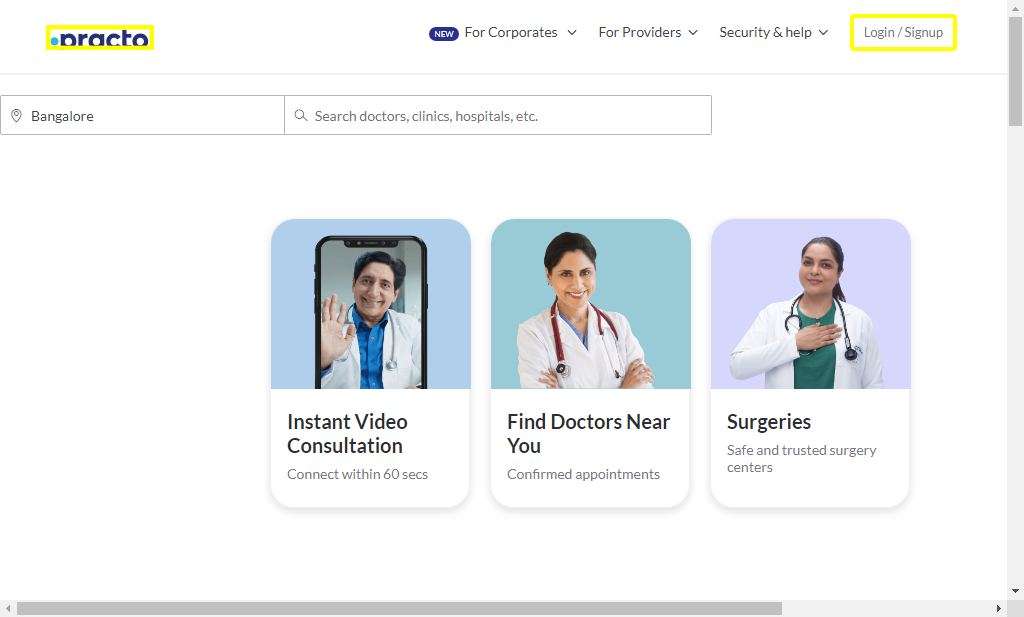 practo
NEW For Corporates
For Providers
Security & help
Login / Signup
Bangalore
Search doctors, clinics, hospitals, etc.
Instant Video
Consultation
Connect within 60 secs
Find Doctors Near
You
Confirmed appointments
Surgeries
Safe and trusted surgery
centers